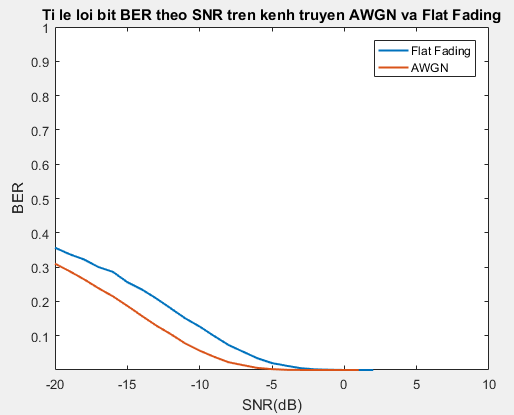 Ti le loi bit BER theo SNR tren kenh truyen AWGN va Flat Fading
1
0.9
0.8
0.7
0.6
0.5
0.4
0.3
0.2
0.1
BER
Flat Fading
AWGN
-20 -15 -10 -5 0 5 10
SNR(dB)